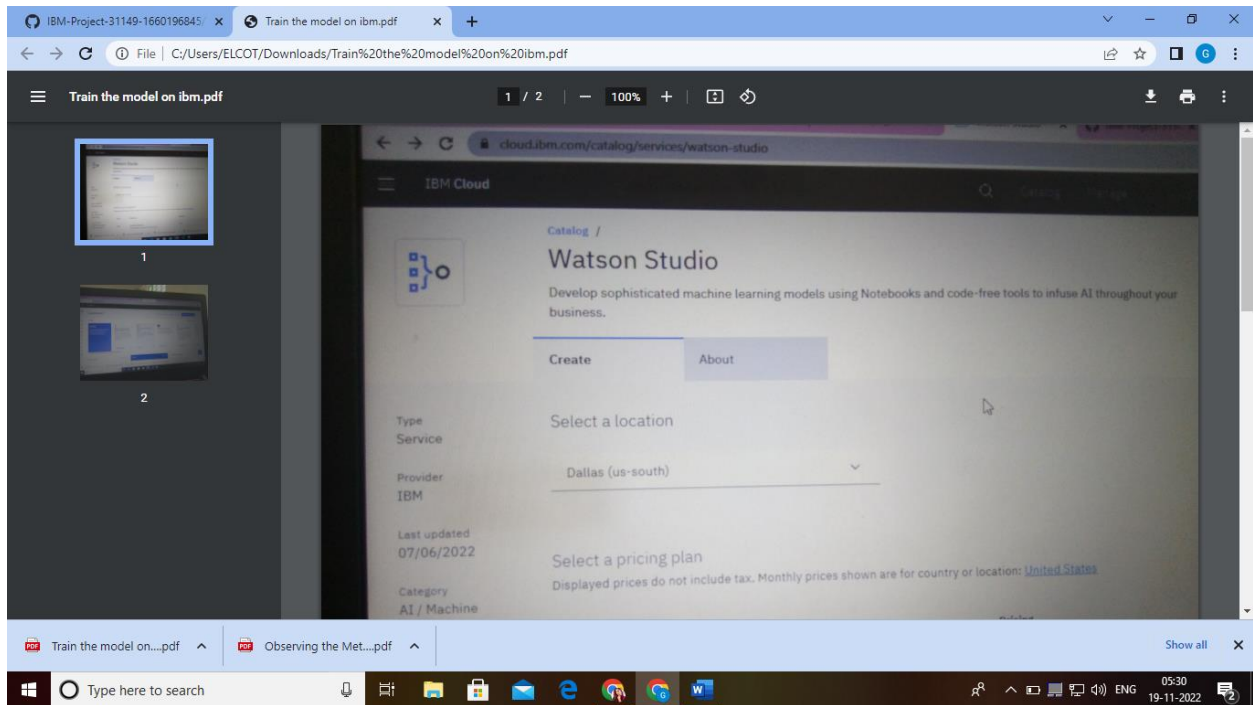 IBM-Project-31149-1660196845/
Train the model on ibm.pdf
File | C:/Users/ELCOT/Downloads/Train%20the%20model%20on%20ibm.pdf
G
Train the model on ibm.pdf
1 / 2
100%
cloud.ibm.com/catalog/services/watson-studio
IBM Cloud
Catalog
Manage
Catalog /
Watson Studio
Develop sophisticated machine learning models using Notebooks and code-free tools to infuse AI throughout your
business.
Create
About
Type
Service
Select a location
Provider
IBM
Dallas (us-south)
Last updated
07/06/2022
Select a pricing plan
Displayed prices do not include tax. Monthly prices shown are for country or location: United States
Category
AI / Machine
1
2
Train the model on....pdf
Observing the Met....pdf
Show all
Type here to search
ENG
05:30
19-11-2022
2